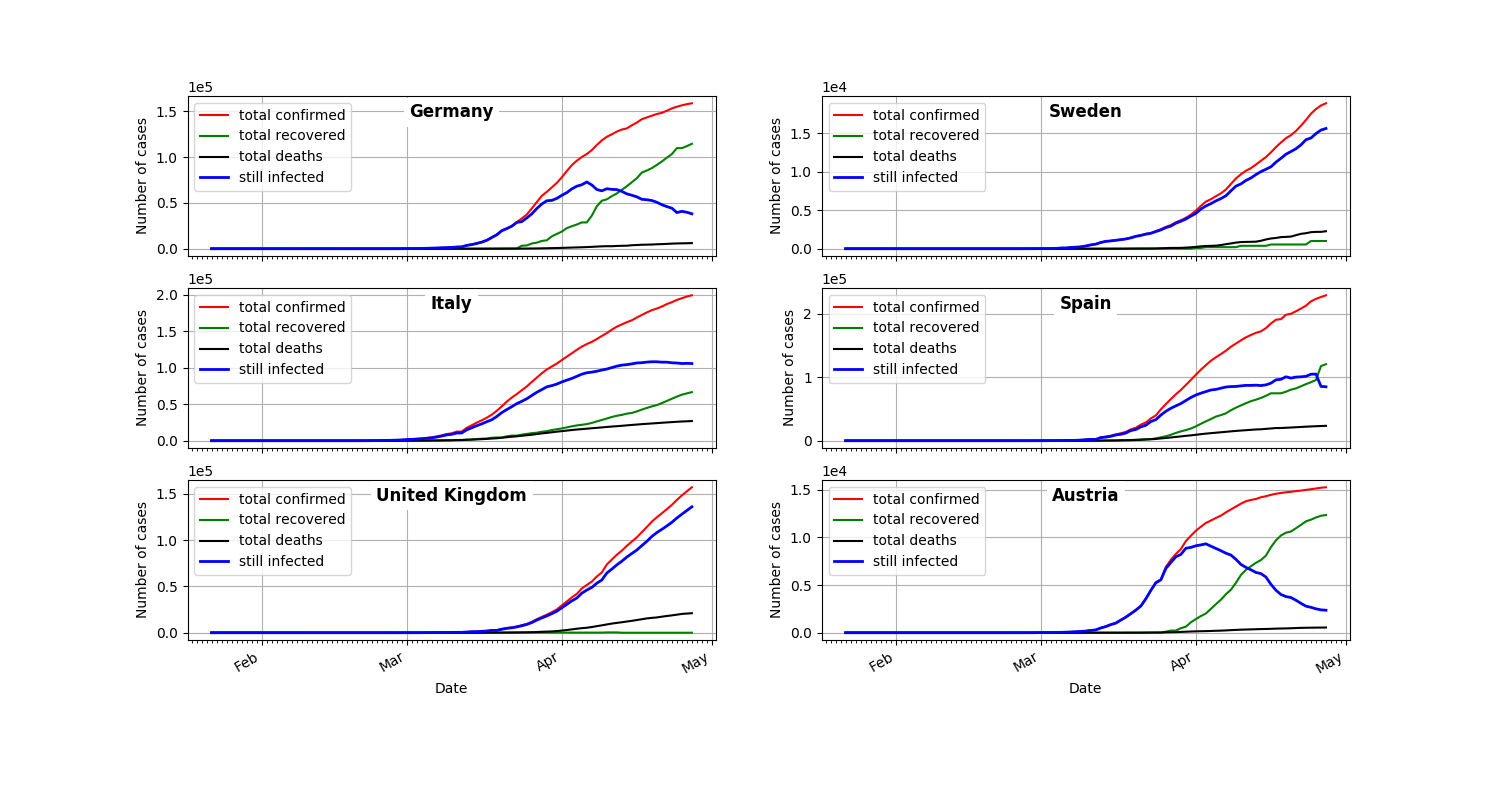 1e5
Germany
total confirmed
total recovered
total deaths
still infected
Number of cases
1.5
1.0
0.5
0.0
1e4
Sweden
total confirmed
total recovered
total deaths
still infected
Number of cases
1.5
1.0
0.5
0.0
1e5
Italy
total confirmed
total recovered
total deaths
still infected
Number of cases
2.0
1.5
1.0
0.5
0.0
1e5
Spain
total confirmed
total recovered
total deaths
still infected
Number of cases
2
1
0
1e5
United Kingdom
total confirmed
total recovered
total deaths
still infected
Number of cases
1.5
1.0
0.5
0.0
Feb Mar Apr May
Date
1e4
Austria
total confirmed
total recovered
total deaths
still infected
Number of cases
1.5
1.0
0.5
0.0
Feb Mar Apr May
Date